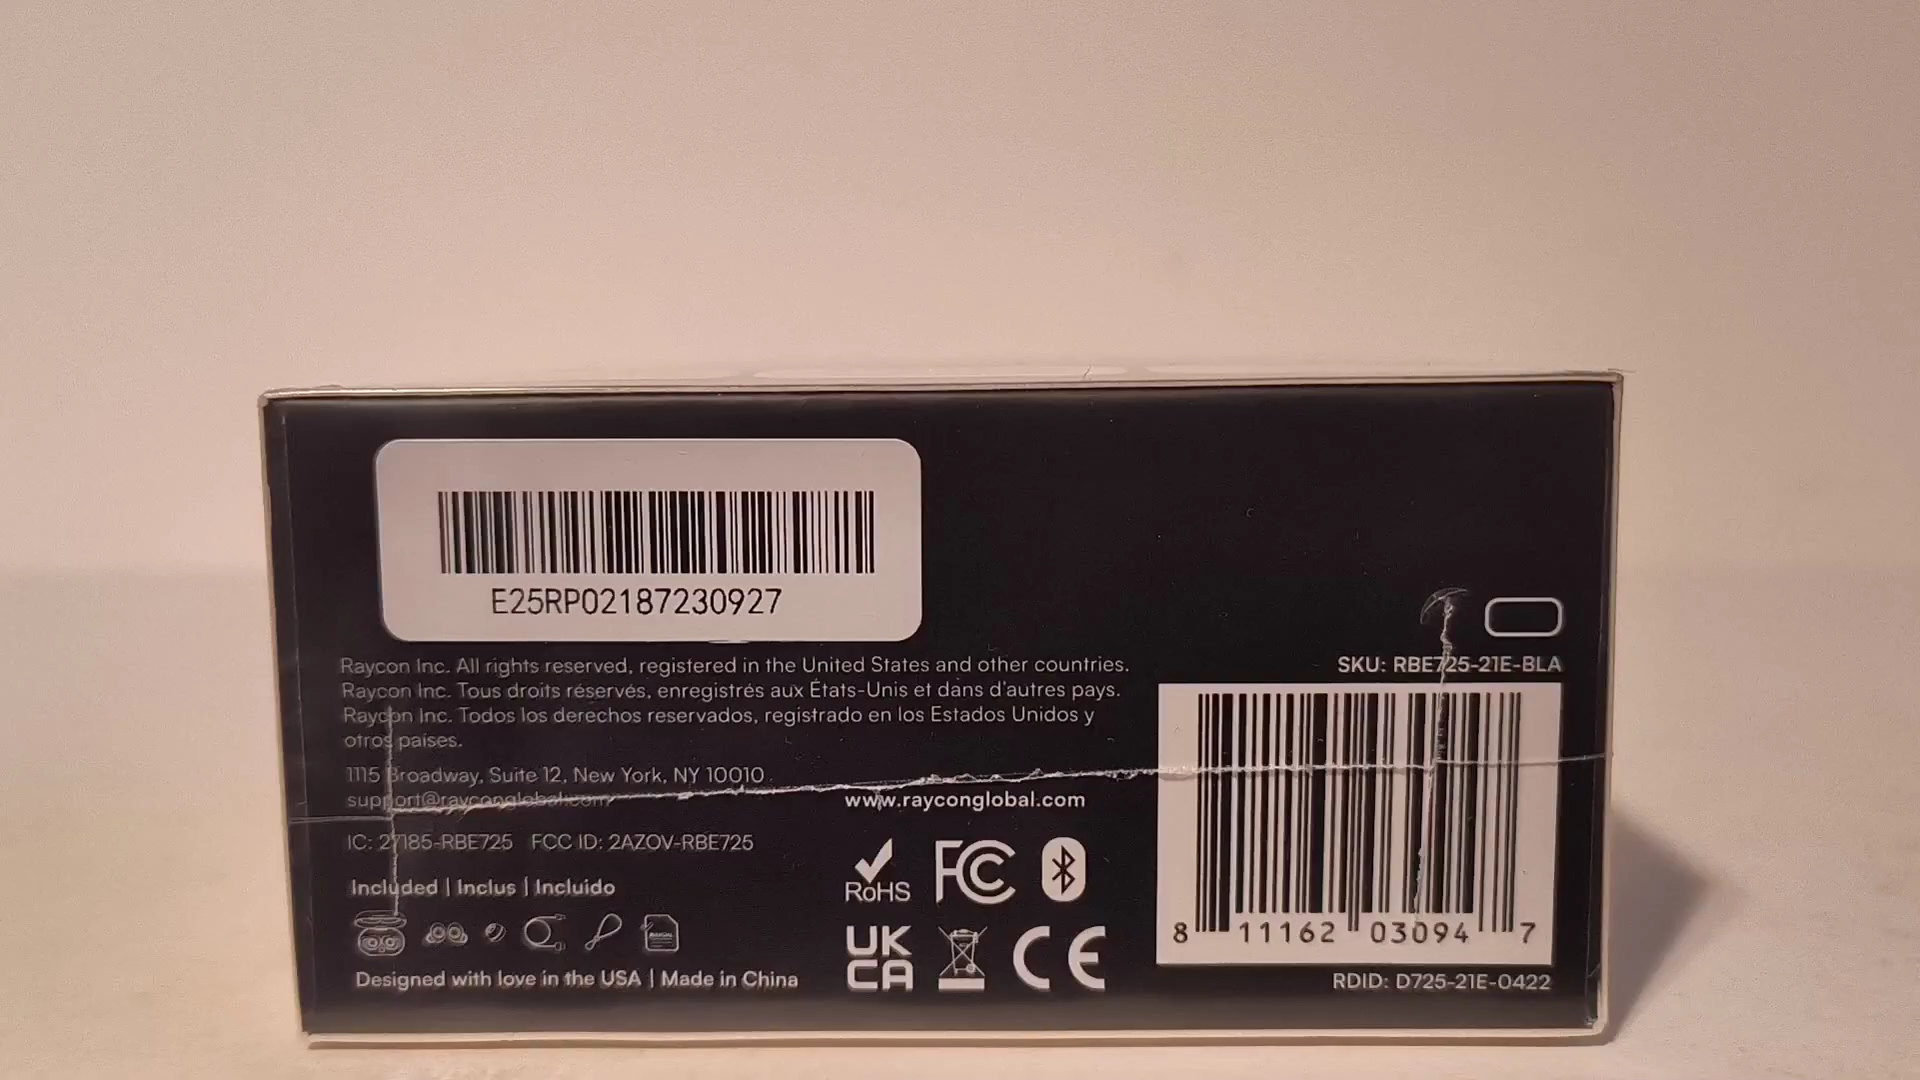 E25RP02187230927
Raycon Inc. All rights reserved, registered in the United States and other countries.
Raycon Inc. Tous droits réservés, enregistrés aux États-Unis et dans d'autres pays.
Raycon Inc. Todos los derechos reservados, registrado en los Estados Unidos y
otros países.
1115 Broadway, Suite 12, New York, NY 10010
support@rayconglobal.com
IC: 27185-RBE725 FCC ID: 2AZOV-RBE725
Included | Inclus | Incluido
Designed with love in the USA | Made in China
www.rayconglobal.com
RoHS
FC
UK
CA
CE
SKU: RBE725-21E-BLA
8 11162 03094 7
RDID: D725-21E-0422